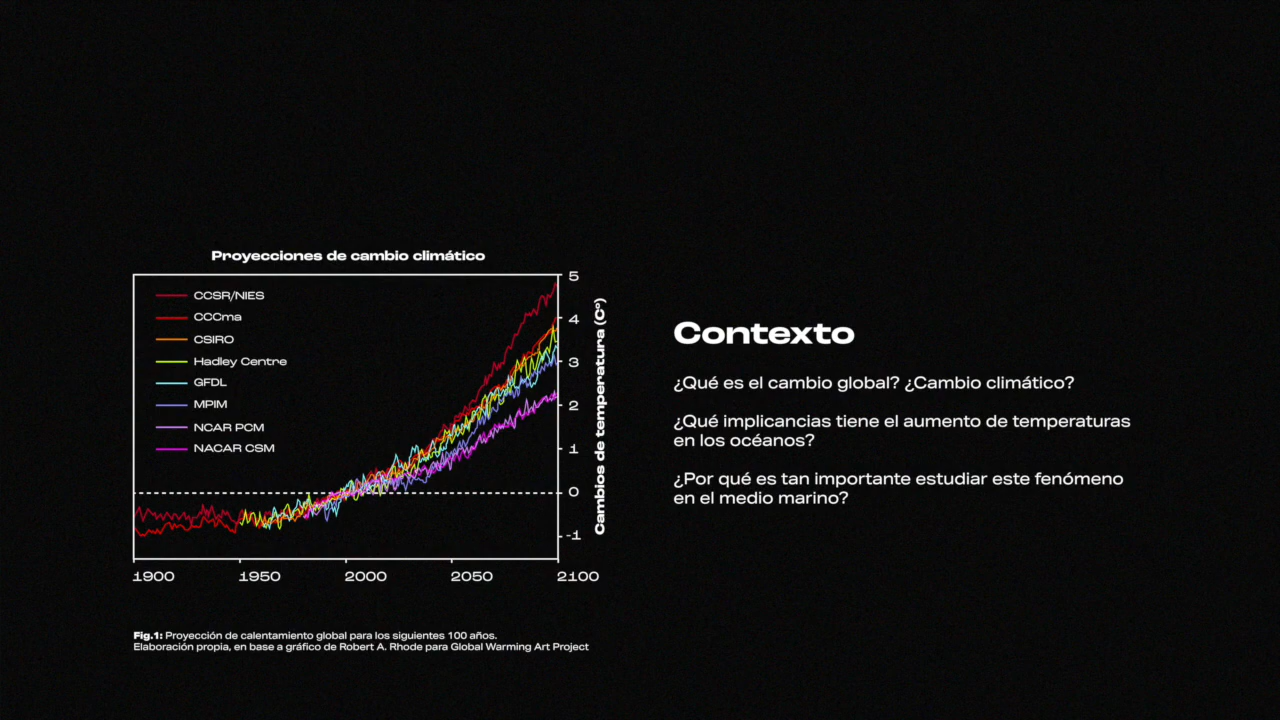 Proyecciones de cambio climático
CCSR/NIES
CCCma
CSIRO
Hadley Centre
GFDL
MPIM
NCAR PCM
NACAR CSM
5
4
3
2
1
0
-1
Cambios de temperatura (C°)
1900 1950 2000 2050 2100
Fig.1: Proyección de calentamiento global para los siguientes 100 años.
Elaboración propia, en base a gráfico de Robert A. Rhode para Global Warming Art Project
Contexto
¿Qué es el cambio global? ¿Cambio climático?
¿Qué implicancias tiene el aumento de temperaturas
en los océanos?
¿Por qué es tan importante estudiar este fenómeno
en el medio marino?